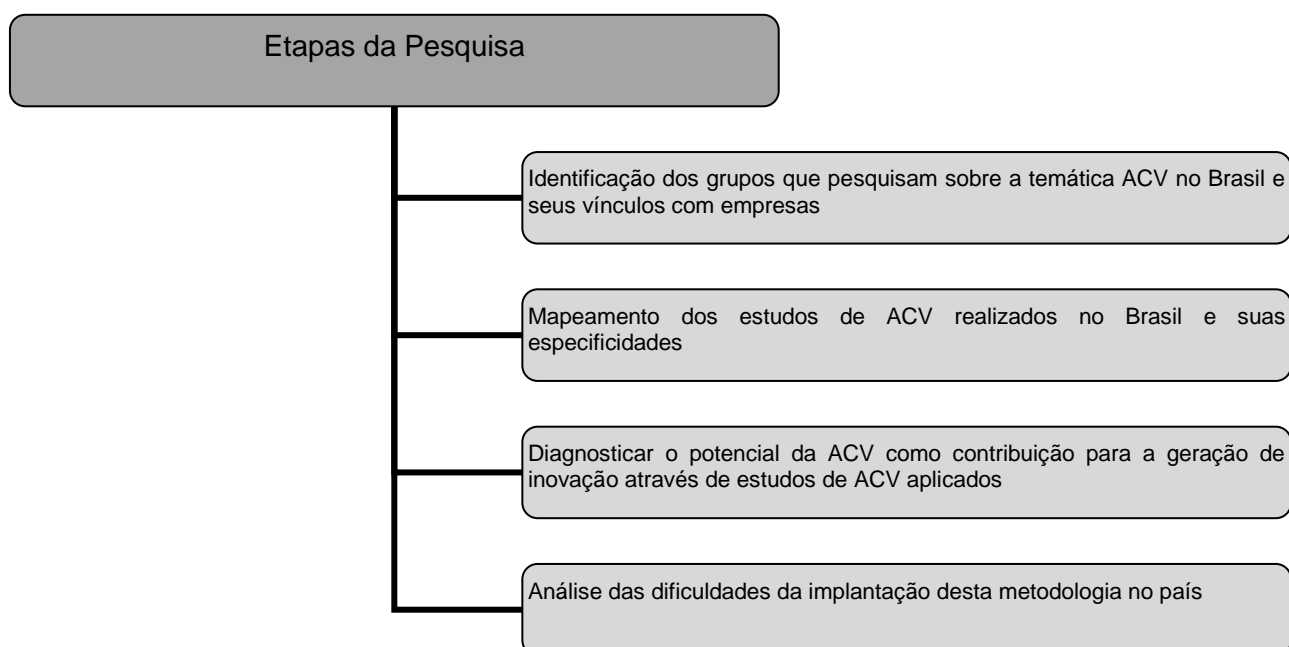 Etapas da Pesquisa
Identificação dos grupos que pesquisam sobre a temática ACV no Brasil e
seus vínculos com empresas
Mapeamento dos estudos de ACV realizados no Brasil e suas
especificidades
Diagnosticar o potencial da ACV como contribuição para a geração de
inovação através de estudos de ACV aplicados
Análise das dificuldades da implantação desta metodologia no país